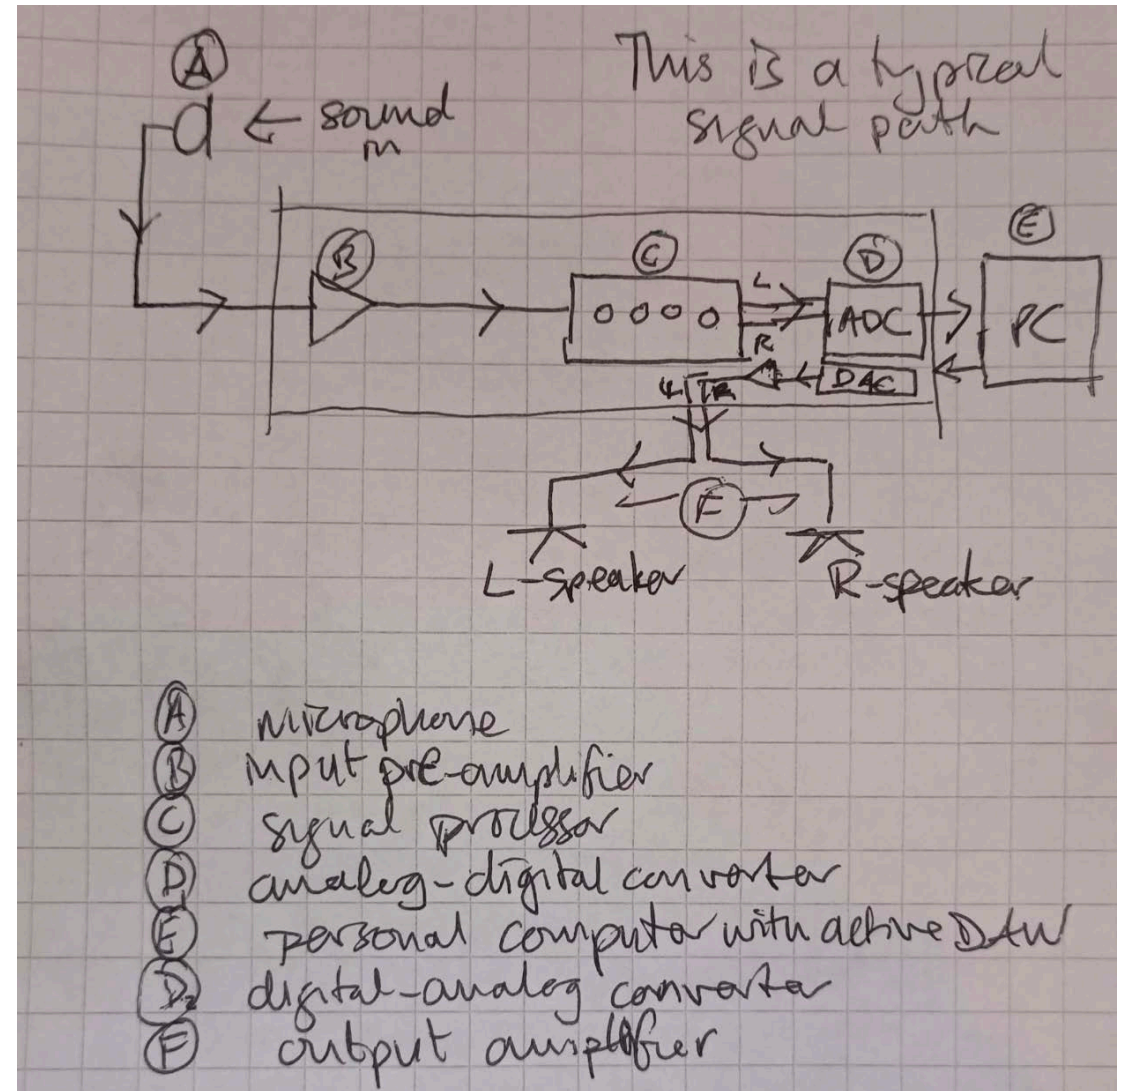 This is a typical
signal path
A
← sound
in
B
C
D
E
L
R
ADC
PC
DAC
L
R
F
L-speaker
R-speaker
A microphone
B input pre-amplifier
C signal processor
D analog-digital converter
E personal computer with active DAW
D₂ digital-analog converter
F output amplifier